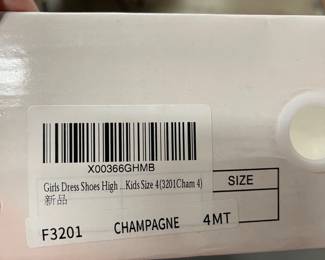 X00366GHMB
Girls Dress Shoes High ...Kids Size 4(3201Cham 4)
新品
SIZE
F3201 CHAMPAGNE 4MT